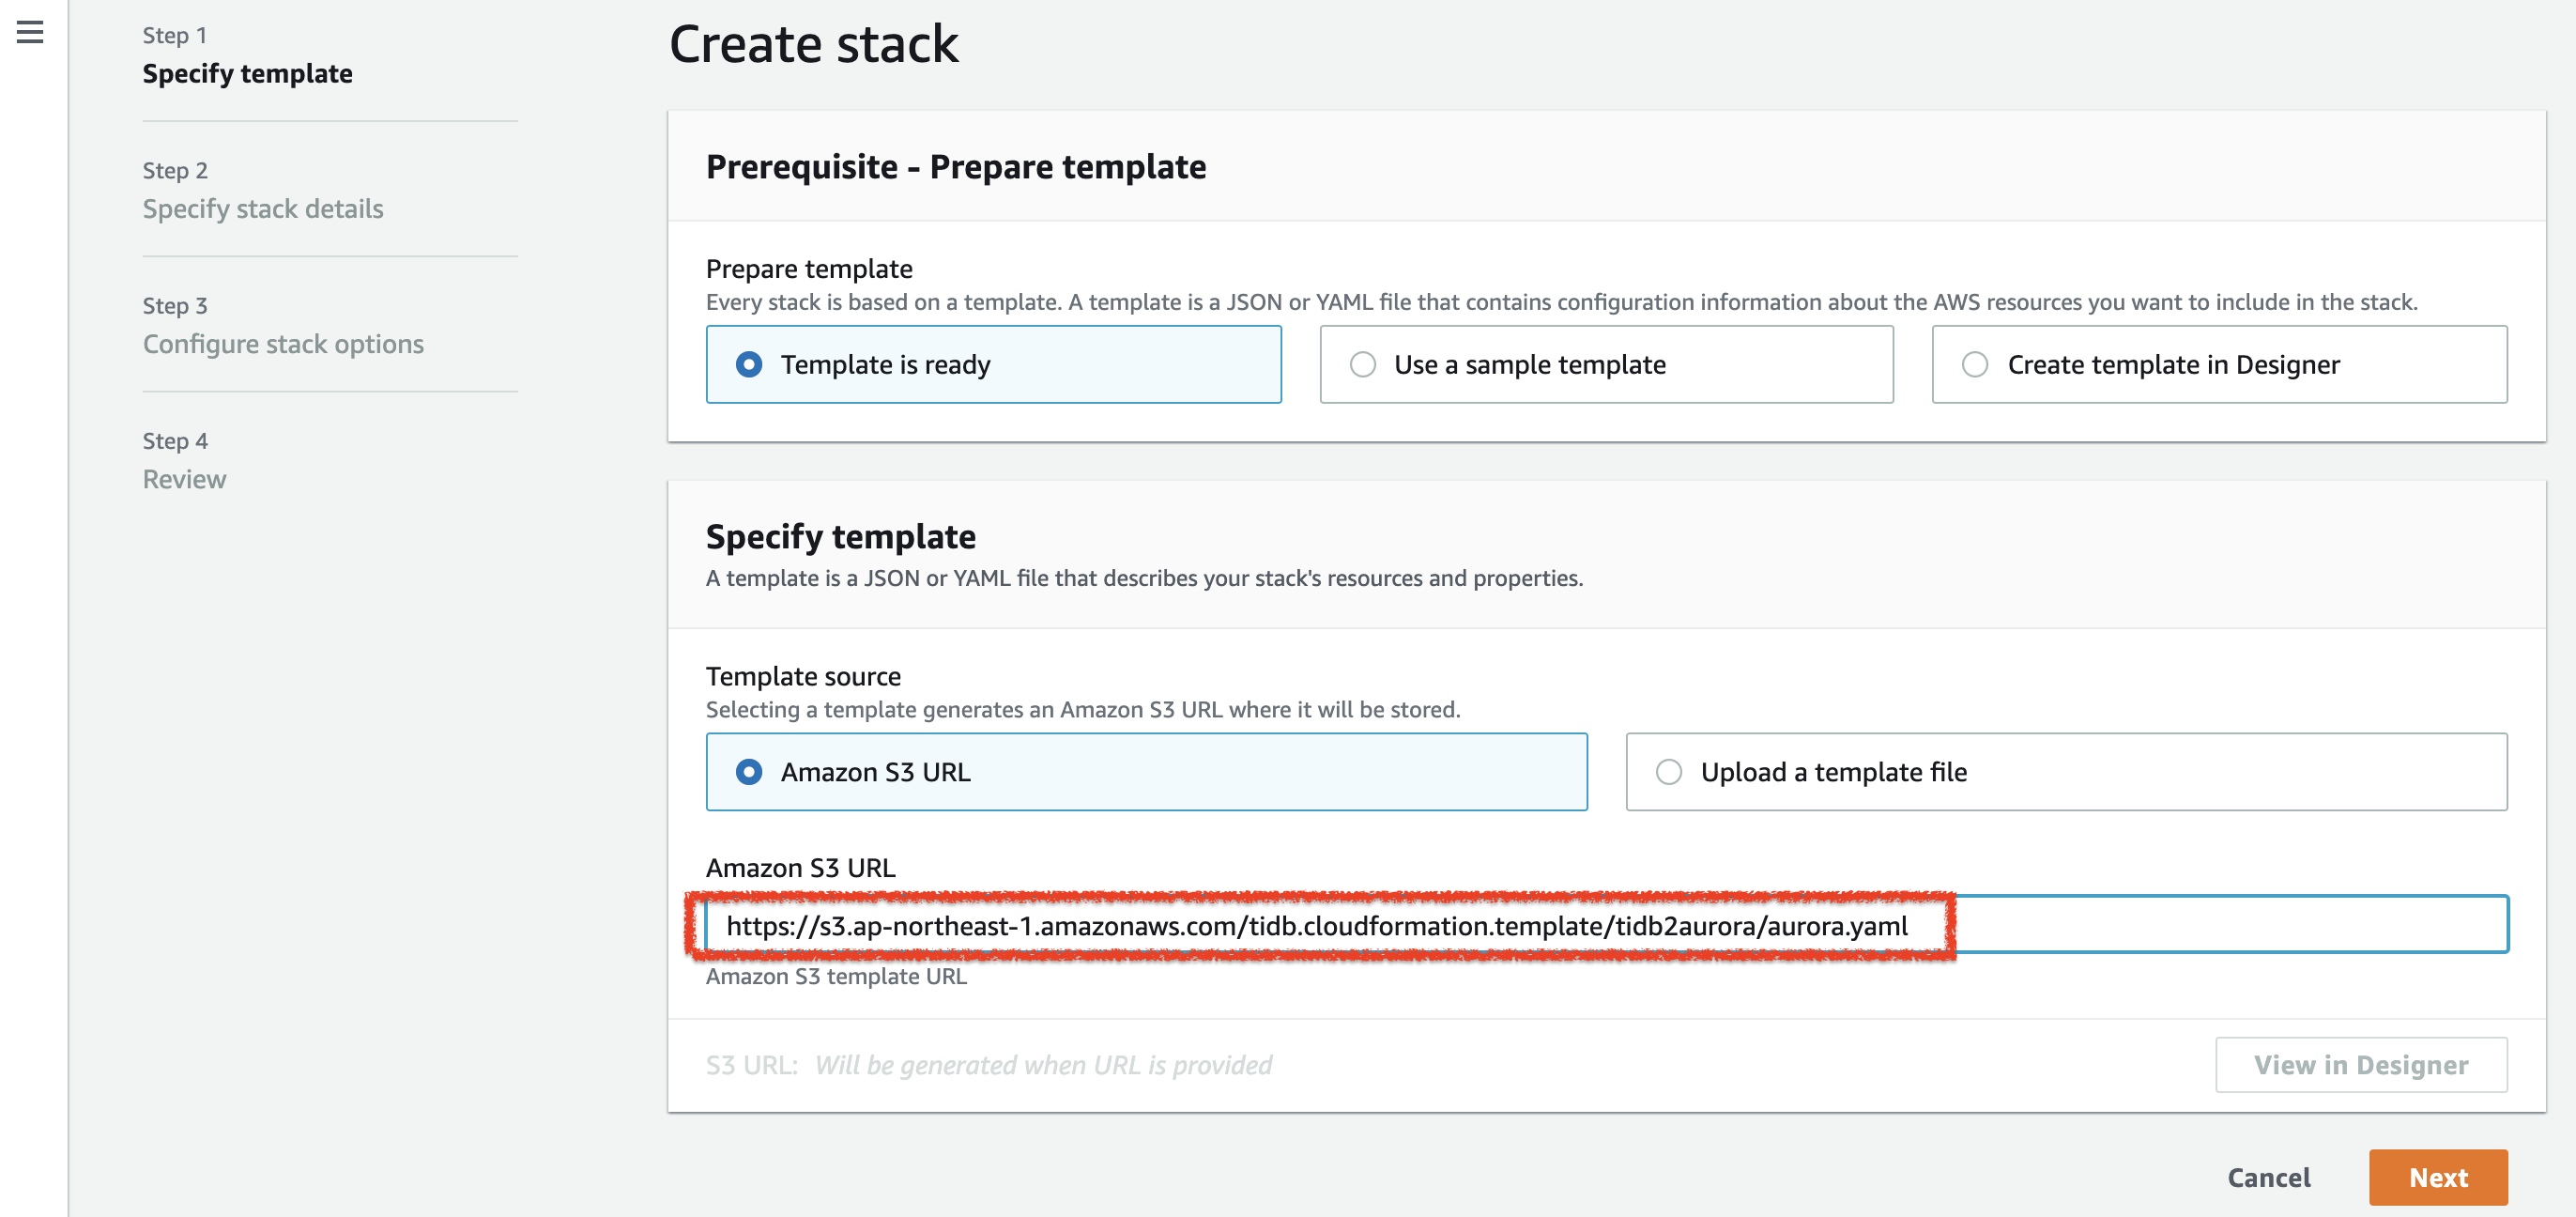 Step 1
Specify template
Step 2
Specify stack details
Step 3
Configure stack options
Step 4
Review
Create stack
Prerequisite - Prepare template
Prepare template
Every stack is based on a template. A template is a JSON or YAML file that contains configuration information about the AWS resources you want to include in the stack.
Template is ready
Use a sample template
Create template in Designer
Specify template
A template is a JSON or YAML file that describes your stack's resources and properties.
Template source
Selecting a template generates an Amazon S3 URL where it will be stored.
Amazon S3 URL
Upload a template file
Amazon S3 URL
https://s3.ap-northeast-1.amazonaws.com/tidb.cloudformation.template/tidb2aurora/aurora.yaml
Amazon S3 template URL
S3 URL: Will be generated when URL is provided
View in Designer
Cancel
Next